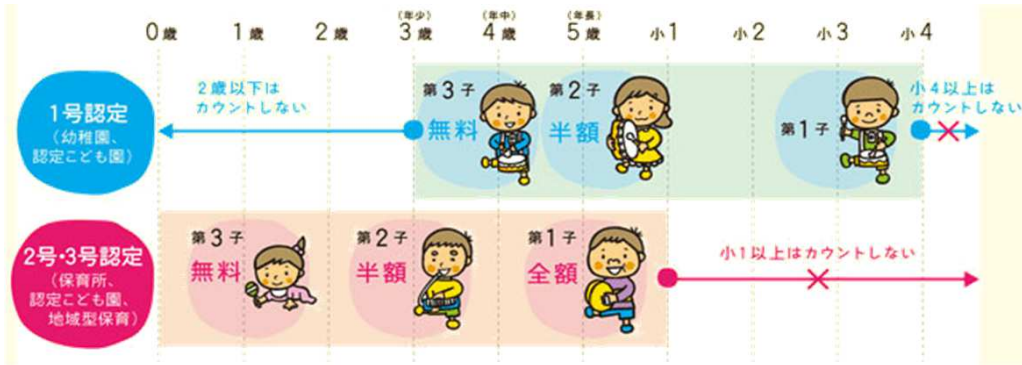 (年少) (年中) (年長)
0歳 1歳 2歳 3歳 4歳 5歳 小1 小2 小3 小4
1号認定
(幼稚園、
認定こども園)
2歳以下は
カウントしない
第3子
無料
第2子
半額
第1子
小4以上は
カウントしない
2号・3号認定
(保育所、
認定こども園、
地域型保育)
第3子
無料
第2子
半額
第1子
全額
小1以上はカウントしない